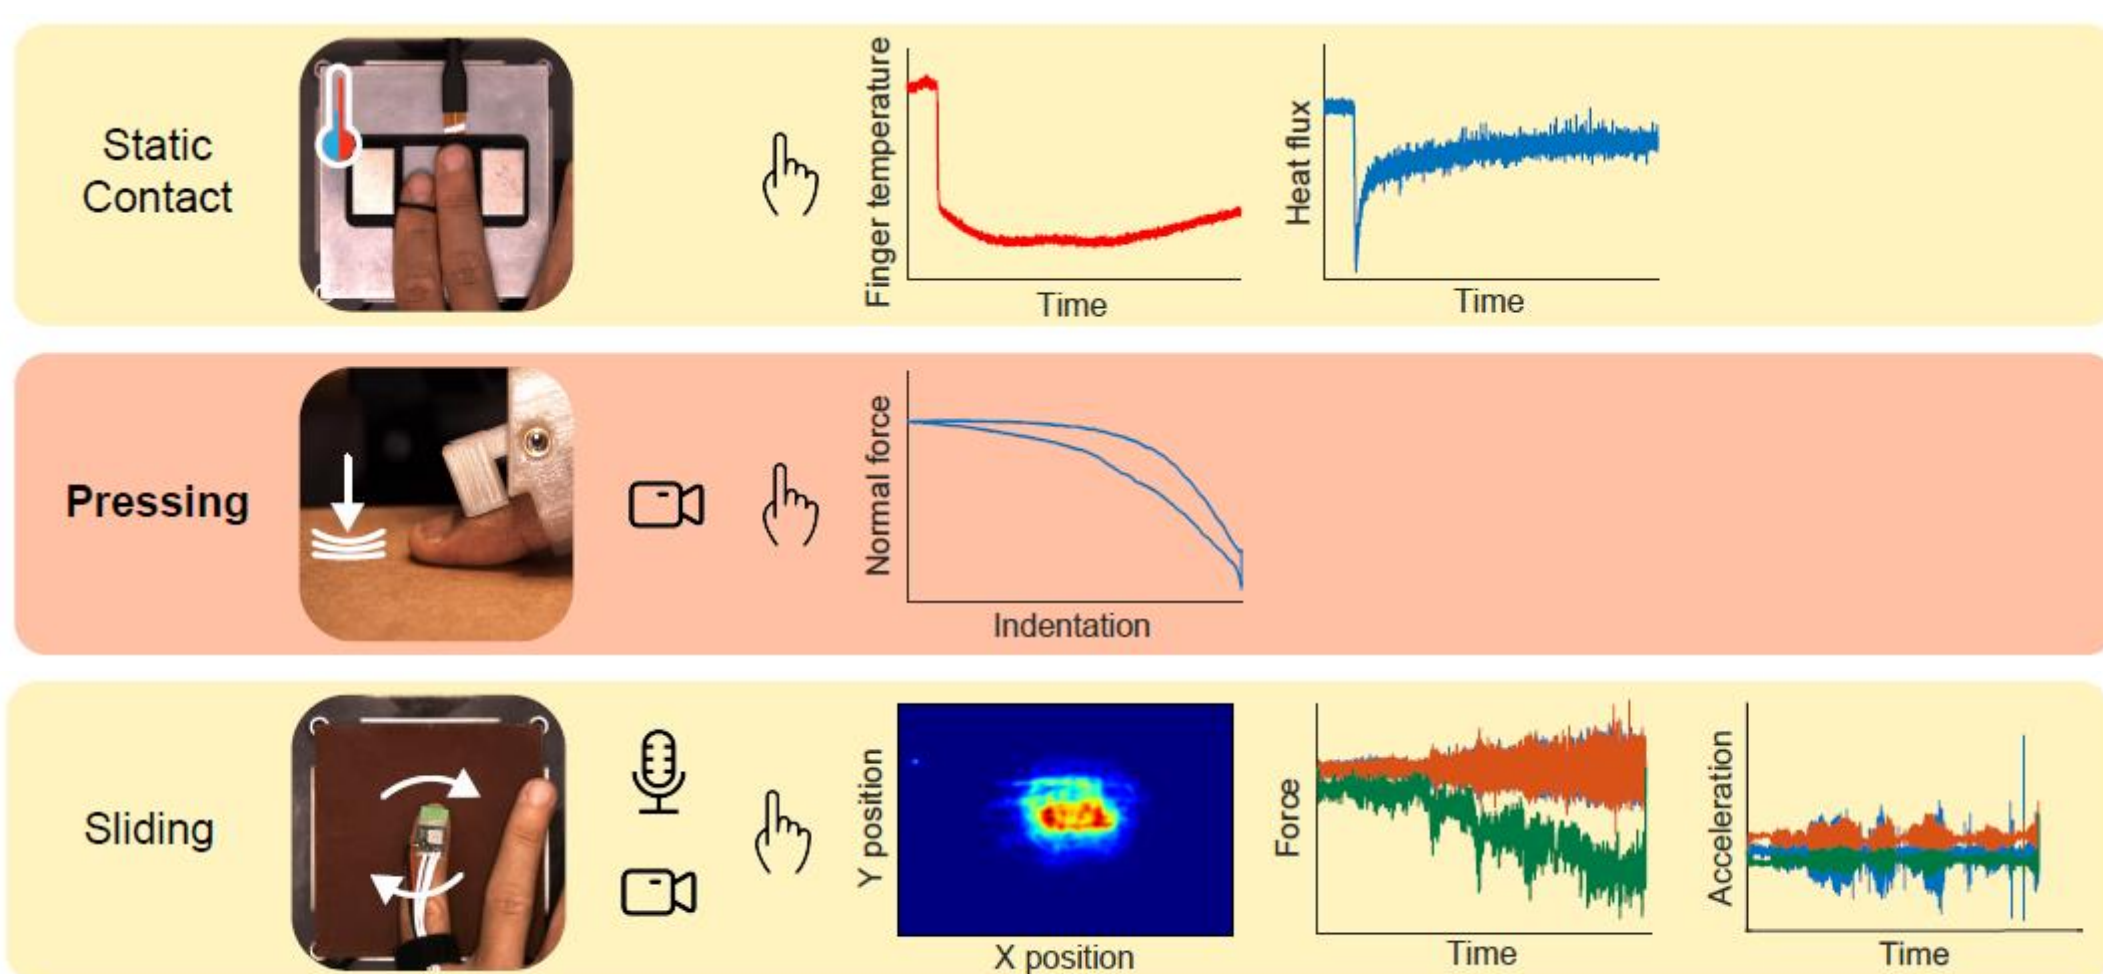 Static
Contact
Finger temperature
Time
Heat flux
Time
Pressing
Normal force
Indentation
Sliding
Y position
X position
Force
Time
Acceleration
Time